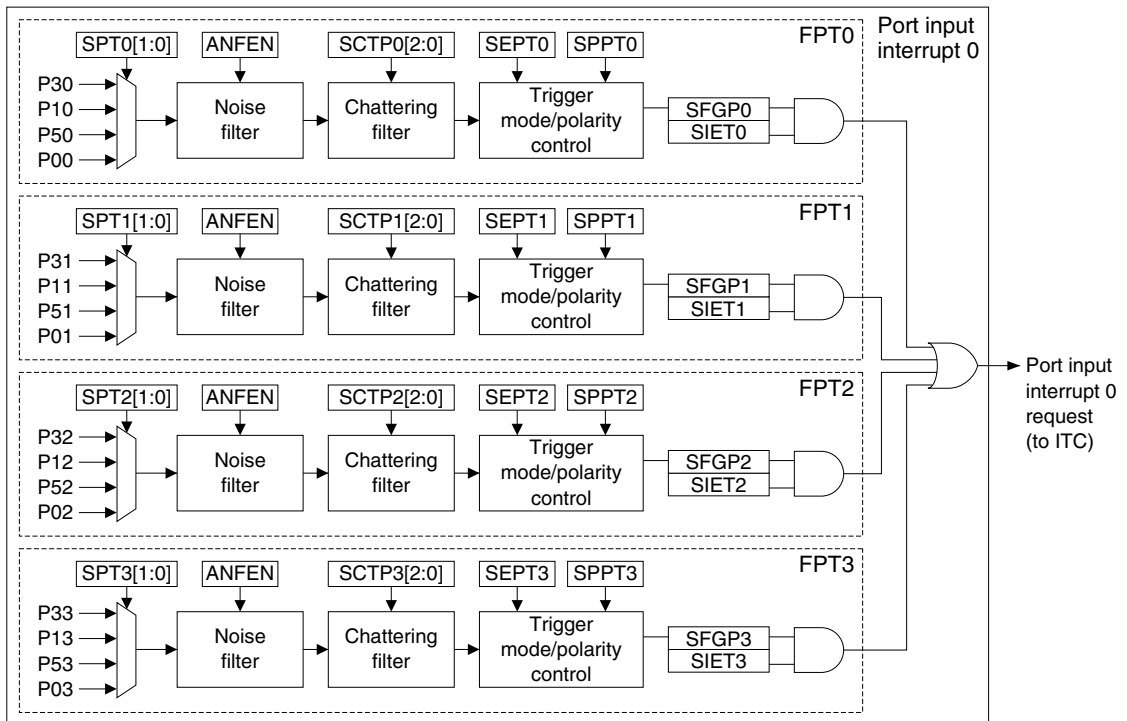 Port input
interrupt 0
FPT0
SPT0[1:0]
ANFEN
SCTP0[2:0]
SEPT0
SPPT0
P30
P10
P50
P00
Noise
filter
Chattering
filter
Trigger
mode/polarity
control
SFGP0
SIET0
FPT1
SPT1[1:0]
ANFEN
SCTP1[2:0]
SEPT1
SPPT1
P31
P11
P51
P01
Noise
filter
Chattering
filter
Trigger
mode/polarity
control
SFGP1
SIET1
FPT2
SPT2[1:0]
ANFEN
SCTP2[2:0]
SEPT2
SPPT2
P32
P12
P52
P02
Noise
filter
Chattering
filter
Trigger
mode/polarity
control
SFGP2
SIET2
FPT3
SPT3[1:0]
ANFEN
SCTP3[2:0]
SEPT3
SPPT3
P33
P13
P53
P03
Noise
filter
Chattering
filter
Trigger
mode/polarity
control
SFGP3
SIET3
Port input
interrupt 0
request
(to ITC)